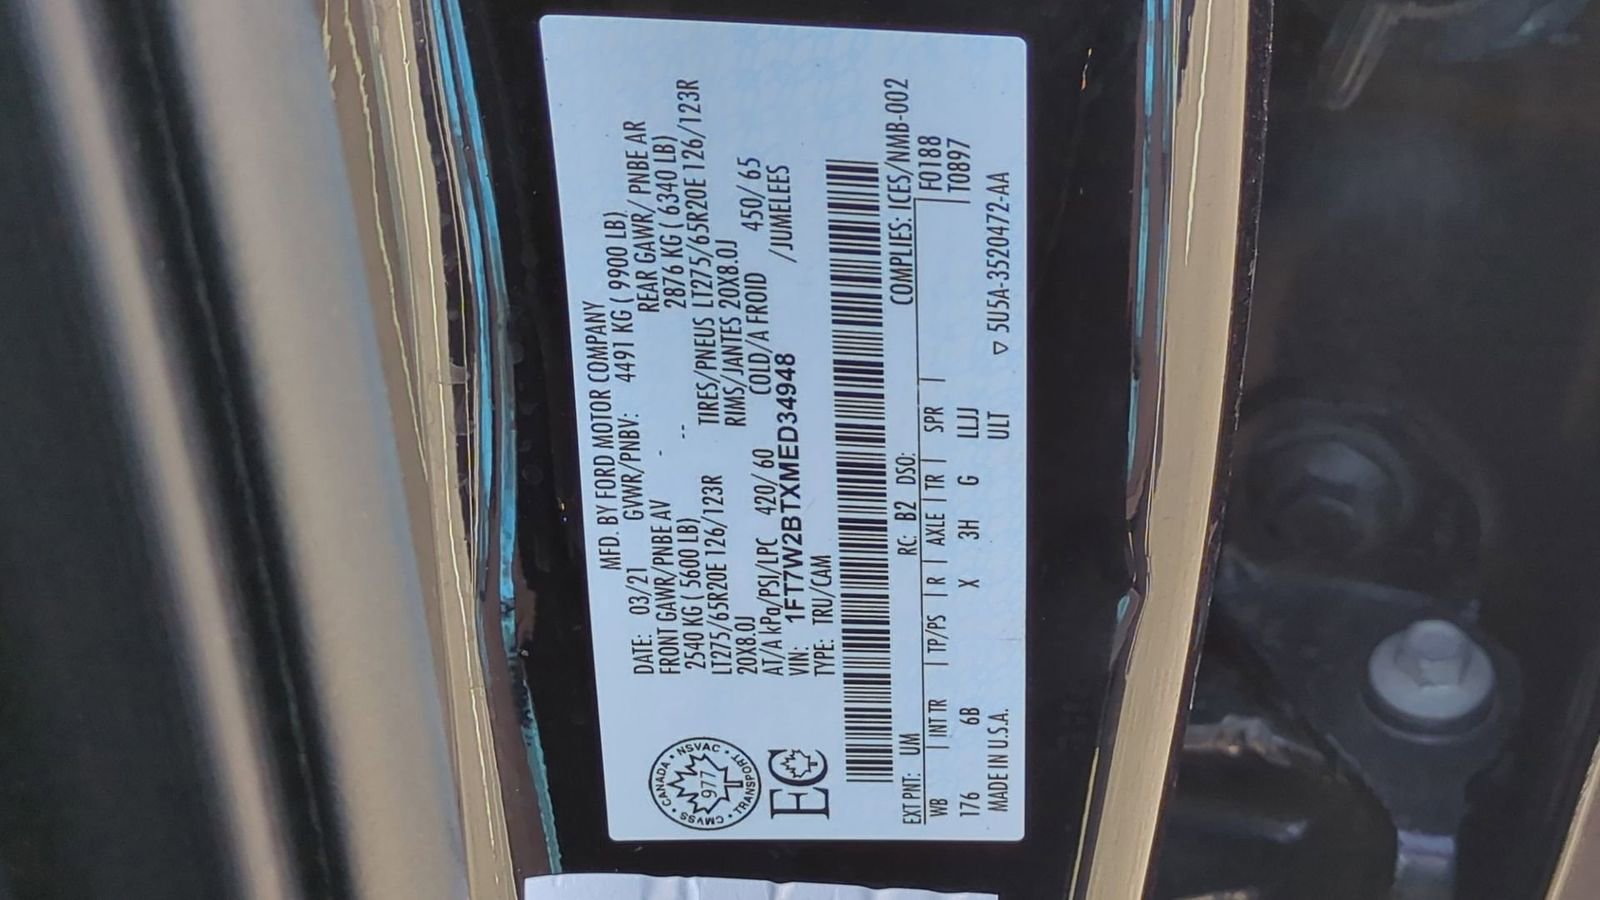 MFD. BY FORD MOTOR COMPANY
DATE: 03/21 GVWR/PNBV: 4491 KG ( 9900 LB)
FRONT GAWR/PNBE AV REAR GAWR/ PNBE AR
2540 KG ( 5600 LB) 2876 KG ( 6340 LB)
LT275/65R20E 126/123R TIRES/PNEUS LT275/65R20E 126/123R
20X8.0J RIMS/JANTES 20X8.0J
AT/A kPa/PSI/LPC 420/ 60 COLD/A FROID 450/ 65
VIN: 1FT7W2BTXMED34948 /JUMELEES
TYPE: TRU/CAM
CANADA • NSVAC • TRANSPORT • CMVSS •
977
EC
COMPLIES: ICES/NMB-002
EXT PNT: UM RC: B2 DSO: F0188
WB | INT TR | TP/PS | R | AXLE | TR | SPR | T0897
176 6B X 3H G LLJJ
MADE IN U.S.A. ULT ▽ 5U5A-3520472-AA